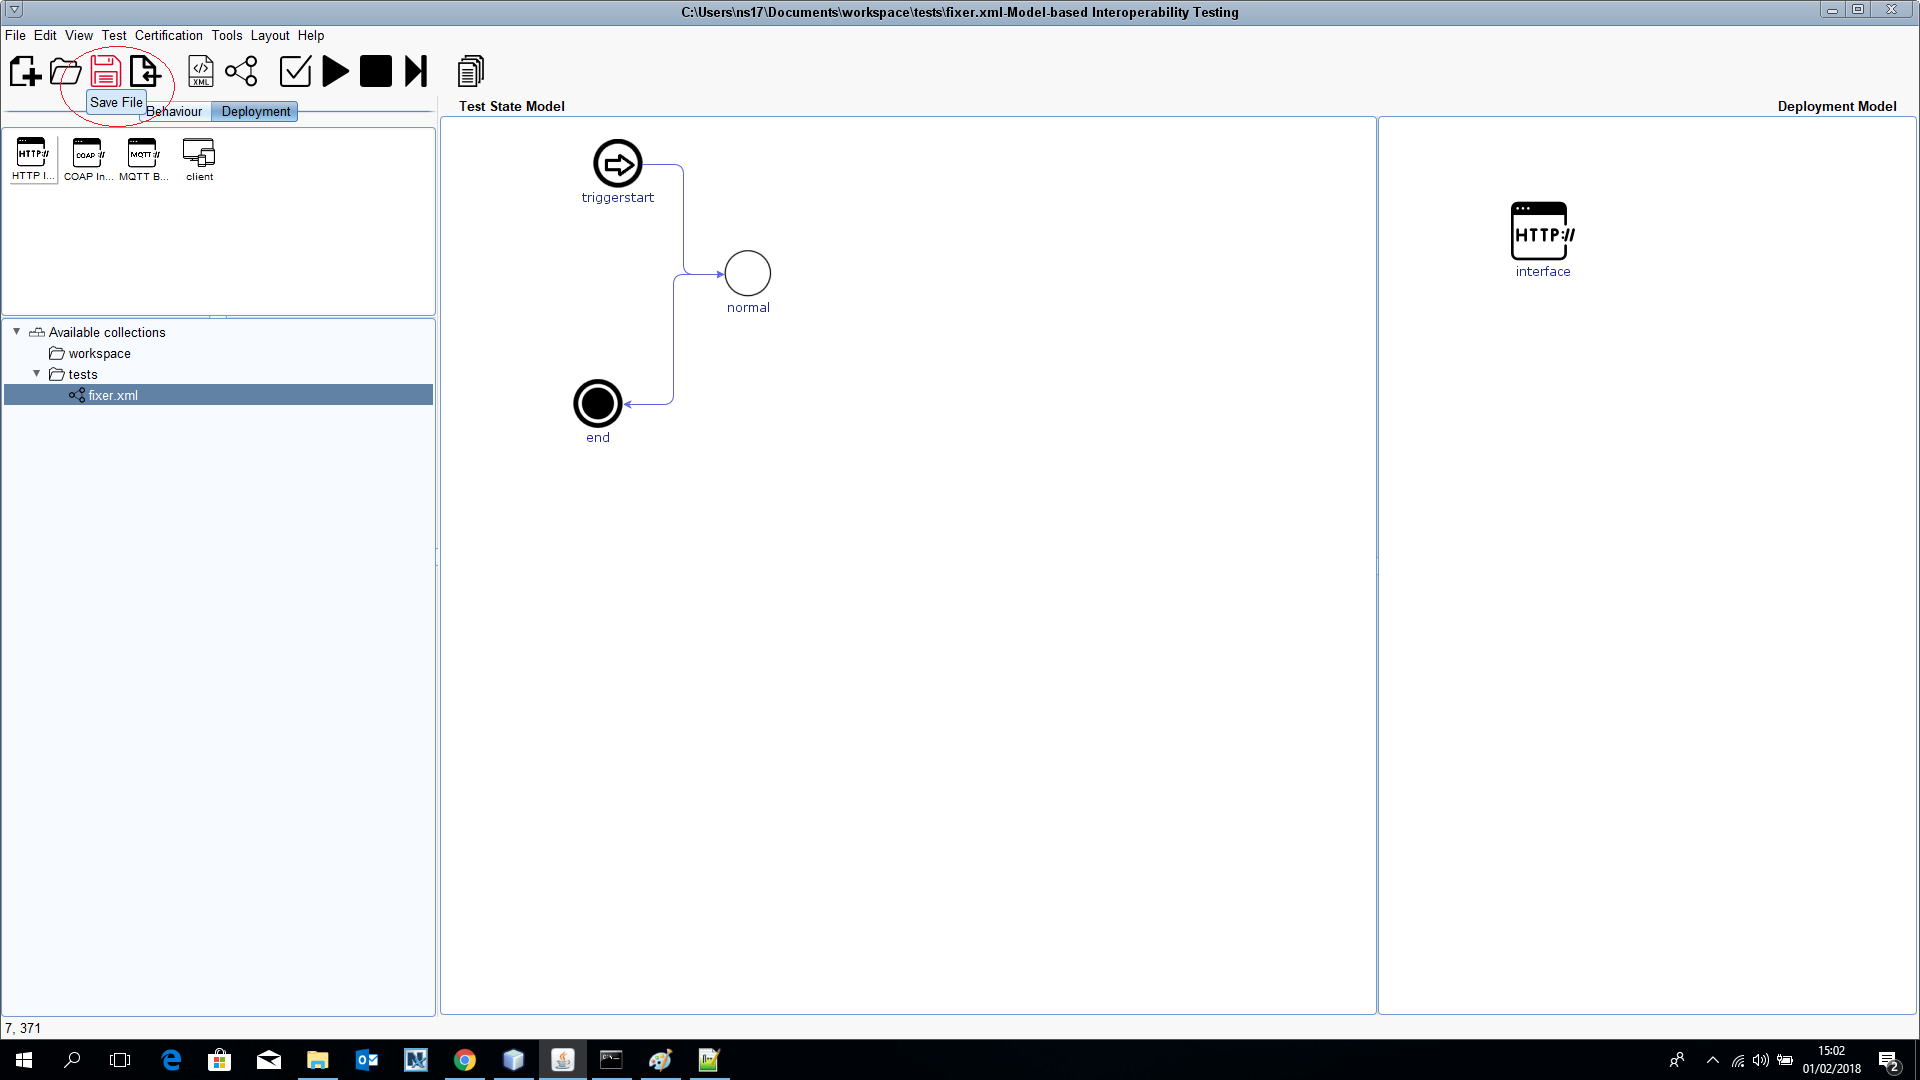 C:\Users\ns17\Documents\workspace\tests\fixer.xml-Model-based Interoperability Testing
File Edit View Test Certification Tools Layout Help
</>
XML
Save File
Behaviour Deployment
Test State Model
Deployment Model
HTTP://
COAP://
MQTT://
HTTP I...
COAP In...
MQTT B...
client
triggerstart
normal
end
HTTP://
interface
Available collections
workspace
tests
fixer.xml
7, 371
15:02
01/02/2018
2